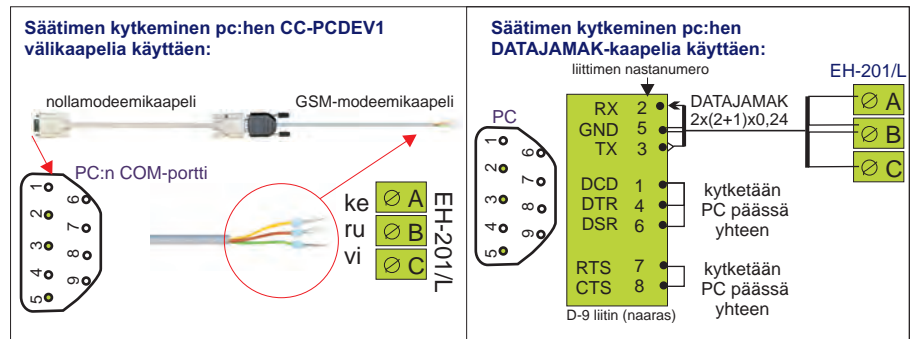 Säätimen kytkeminen pc:hen CC-PCDEV1
välikaapelia käyttäen:
nollamodeemikaapeli
GSM-modeemikaapeli
PC:n COM-portti
1
2
3
4
5
6
7
8
9
ke
ru
vi
A
B
C
EH-201/L
Säätimen kytkeminen pc:hen
DATAJAMAK-kaapelia käyttäen:
liittimen nastanumero
EH-201/L
PC
1
2
3
4
5
6
7
8
9
RX 2
GND 5
TX 3
DATAJAMAK
2x(2+1)x0,24
A
B
C
DCD 1
DTR 4
DSR 6
kytketään
PC päässä
yhteen
RTS 7
CTS 8
kytketään
PC päässä
yhteen
D-9 liitin (naaras)